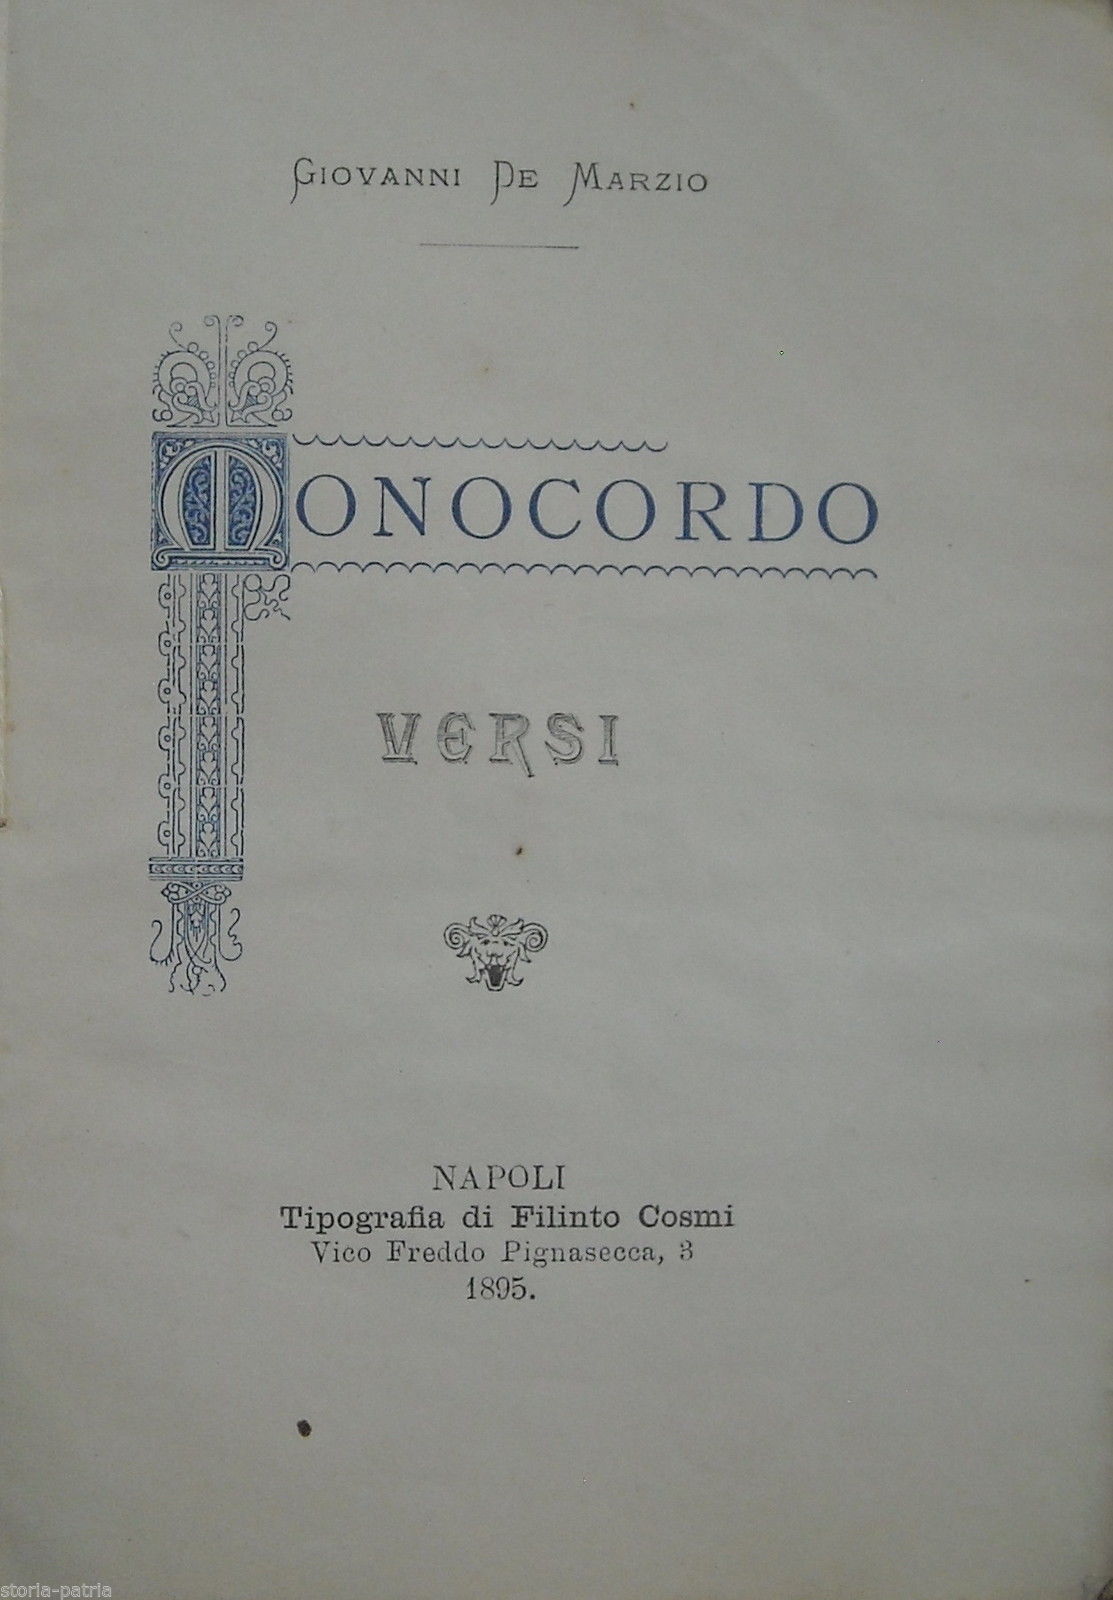 GIOVANNI DE MARZIO
MONOCORDO
VERSI
NAPOLI
Tipografia di Filinto Cosmi
Vico Freddo Pignasecca, 3
1895.
storia-patria